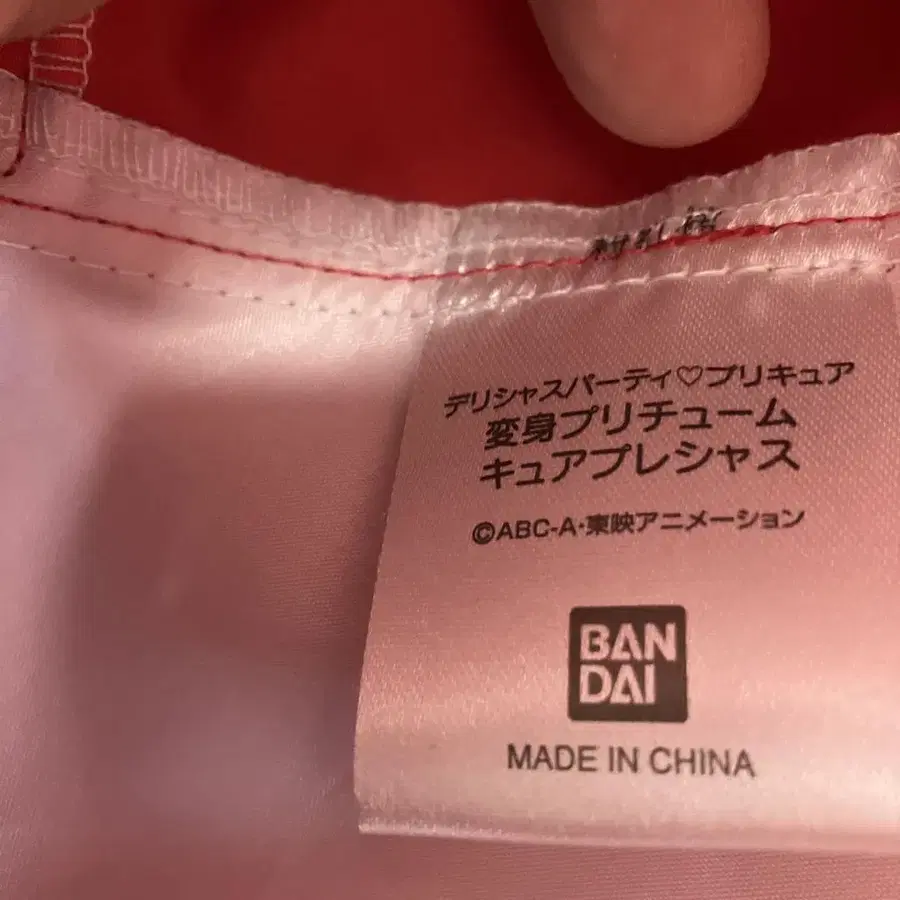 デリシャスパーティ♡プリキュア
変身プリチューム
キュアプレシャス
©ABC-A・東映アニメーション
BAN
DAI
MADE IN CHINA